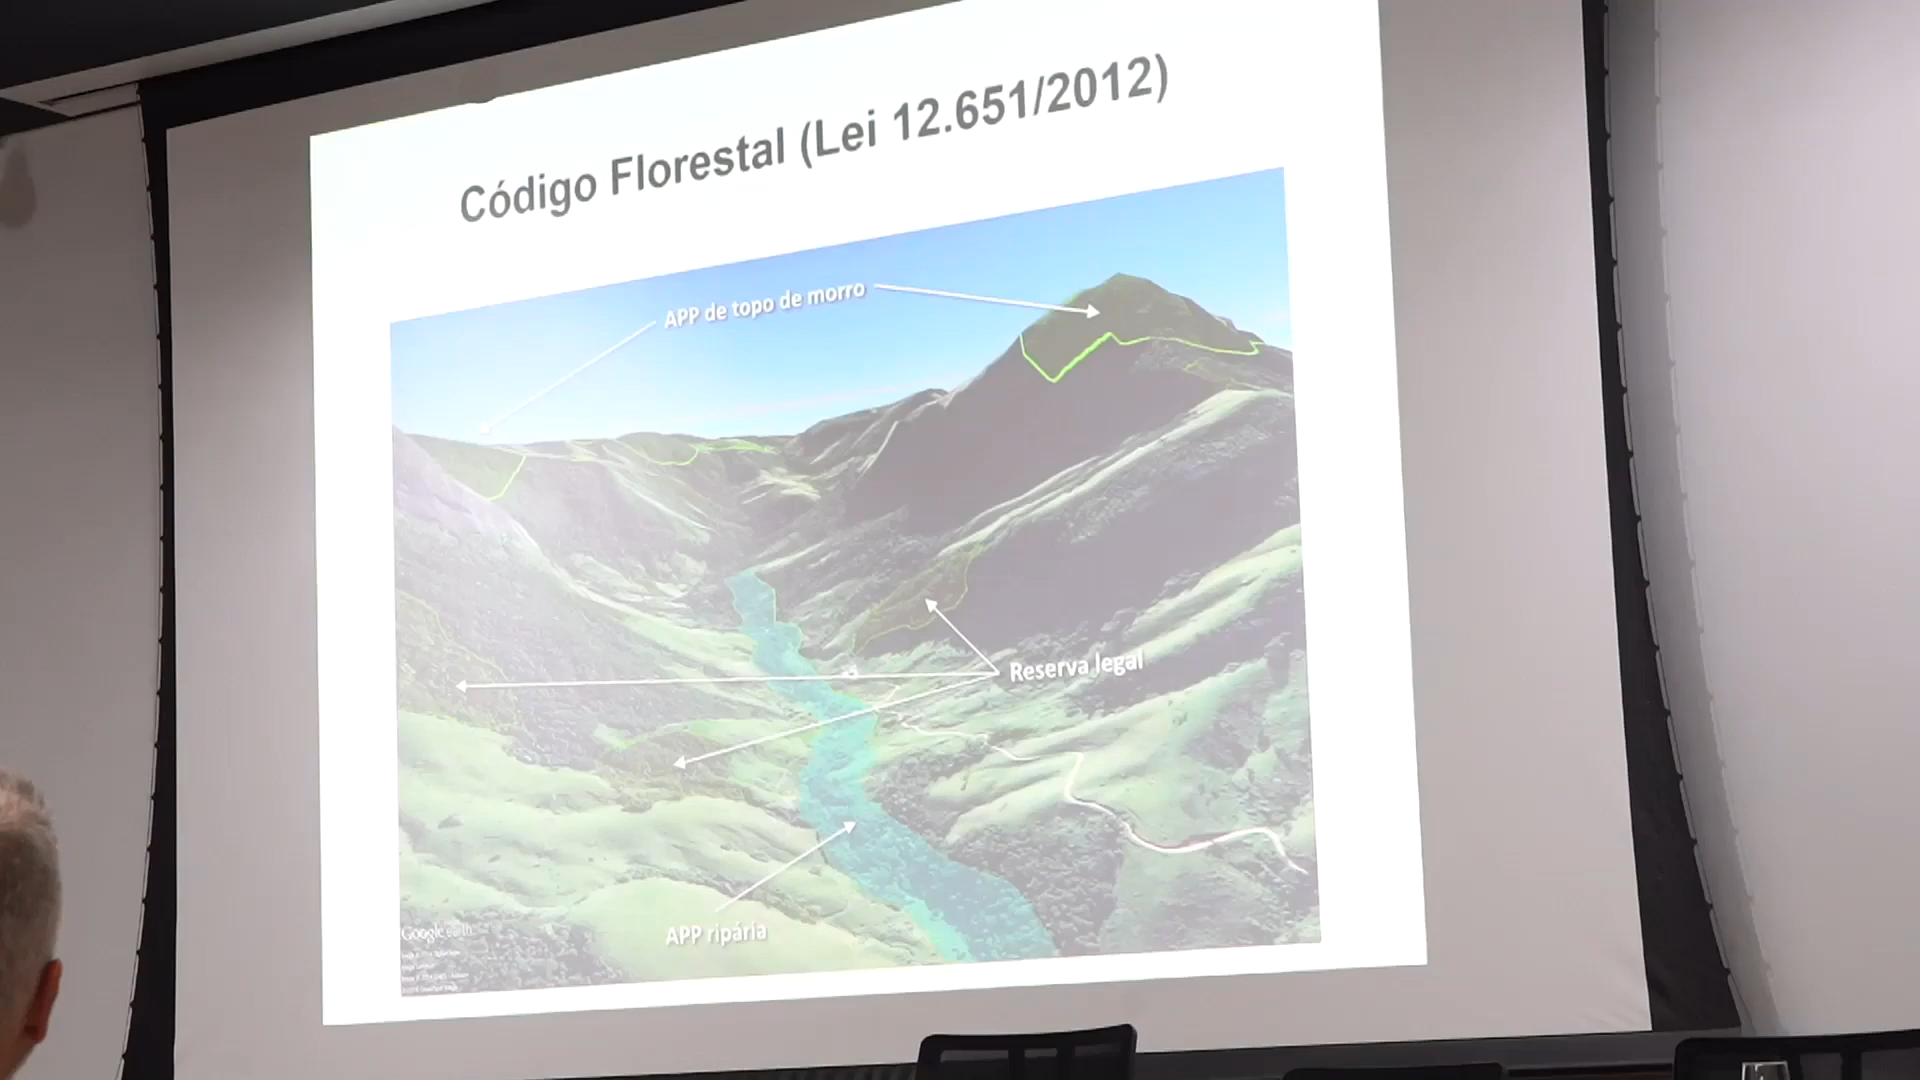 Código Florestal (Lei 12.651/2012)
APP de topo de morro
Reserva legal
APP ripária
Google earth